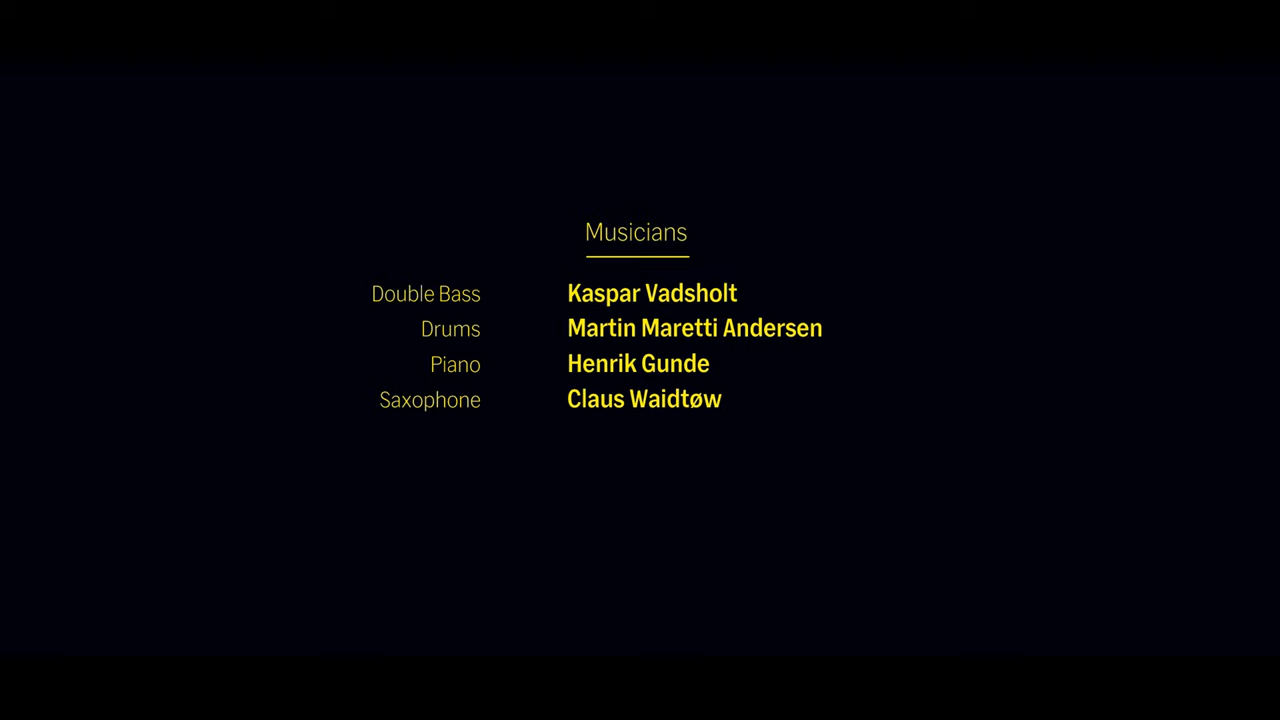 Musicians
Double Bass Kaspar Vadsholt
Drums Martin Maretti Andersen
Piano Henrik Gunde
Saxophone Claus Waidtøw